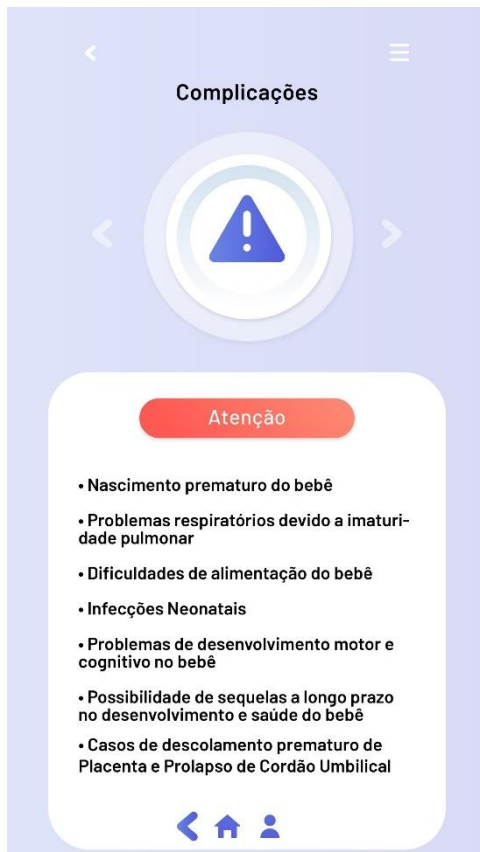 Complicações
Atenção
• Nascimento prematuro do bebê
• Problemas respiratórios devido a imaturi-
dade pulmonar
• Dificuldades de alimentação do bebê
• Infecções Neonatais
• Problemas de desenvolvimento motor e
cognitivo no bebê
• Possibilidade de sequelas a longo prazo
no desenvolvimento e saúde do bebê
• Casos de descolamento prematuro de
Placenta e Prolapso de Cordão Umbilical